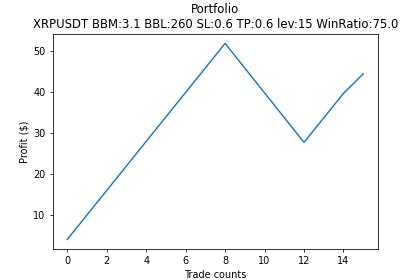 Portfolio
XRPUSDT BBM:3.1 BBL:260 SL:0.6 TP:0.6 lev:15 WinRatio:75.0
50
40
30
20
10
Profit ($)
0 2 4 6 8 10 12 14
Trade counts